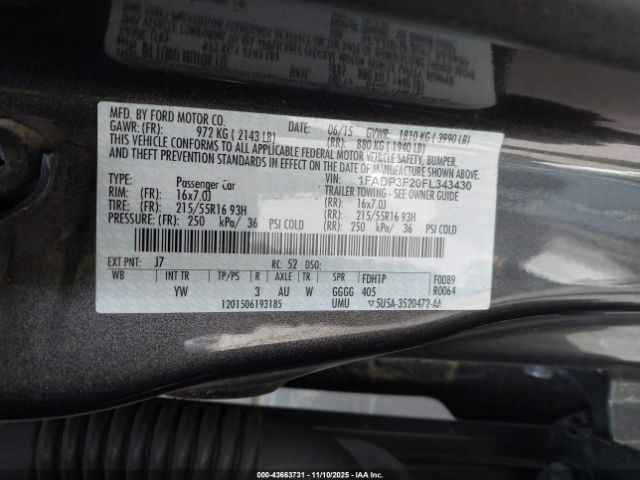 MFD. BY FORD MOTOR CO.
DATE: 06/15 GVWR: 1810 KG ( 3990 LB)
GAWR: (FR): 972 KG ( 2143 LB) (RR): 880 KG ( 1940 LB)
THIS VEHICLE CONFORMS TO ALL APPLICABLE FEDERAL MOTOR VEHICLE SAFETY, BUMPER,
AND THEFT PREVENTION STANDARDS IN EFFECT ON THE DATE OF MANUFACTURE SHOWN ABOVE.
VIN: 1FADP3F20FL343430
TYPE: Passenger Car TRAILER TOWING - SEE OWNER GUIDE
RIM: (FR): 16x7.0J (RR): 16x7.0J
TIRE: (FR): 215/55R16 93H (RR): 215/55R16 93H
PRESSURE: (FR): 250 kPa/ 36 PSI COLD (RR): 250 kPa/ 36 PSI COLD
EXT PNT: J7 RC: 52 DSO:
WB INT TR TP/PS R AXLE TR SPR FDH1P F0089
YW 3 AU W GGGG 405 R0064
1201506193185 UMU 5U5A-3520472-AA
000-43663731 - 11/10/2025 - IAAI.COM